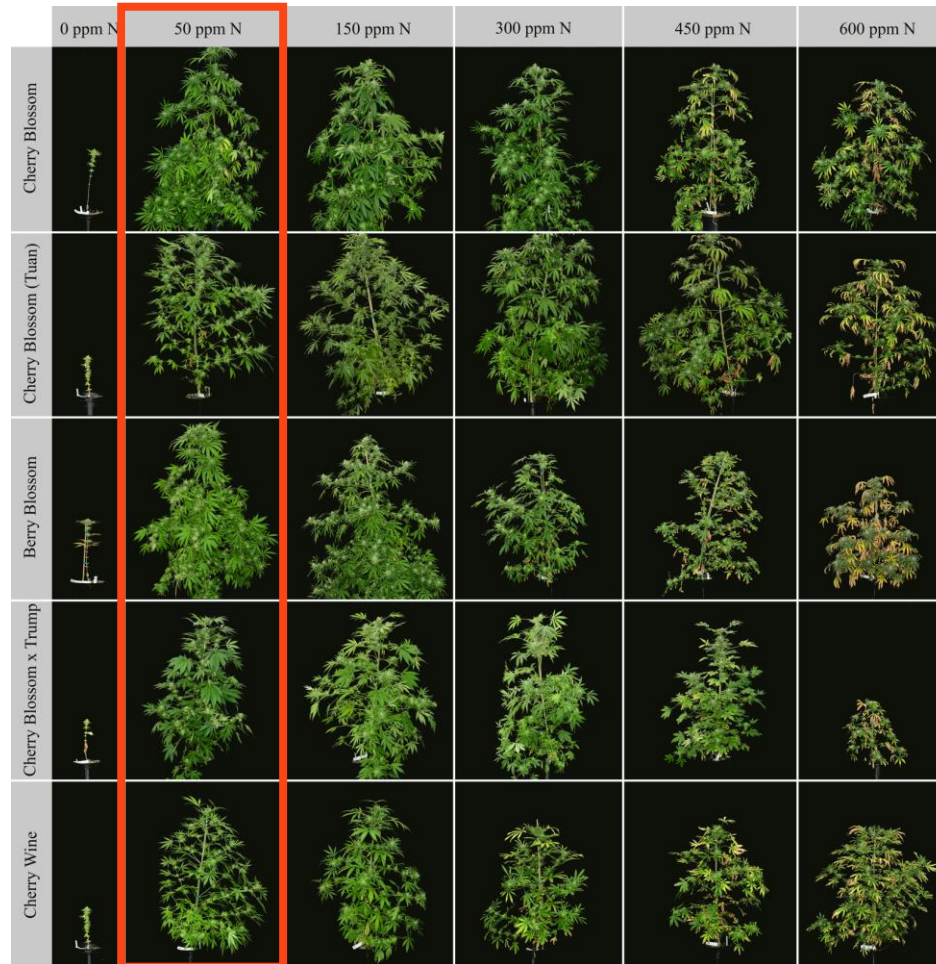 0 ppm N
50 ppm N
150 ppm N
300 ppm N
450 ppm N
600 ppm N
Cherry Blossom
Cherry Blossom (Tuan)
Berry Blossom
Cherry Blossom x Trump
Cherry Wine